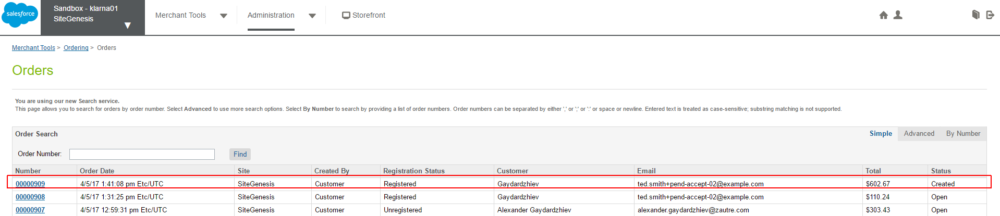 salesforce
Sandbox - klarna01
SiteGenesis
Merchant Tools Administration Storefront
Merchant Tools > Ordering > Orders
Orders
You are using our new Search service.
This page allows you to search for orders by order number. Select Advanced to use more search options. Select By Number to search by providing a list of order numbers. Order numbers can be separated by either ',' or ';' or ':' or space or newline. Entered text is treated as case-sensitive; substring matching is not supported.
Order Search Simple Advanced By Number
Order Number: Find
Number Order Date Site Created By Registration Status Customer Email Total Status
00000909 4/5/17 1:41:08 pm Etc/UTC SiteGenesis Customer Registered Gaydardzhiev ted.smith+pend-accept-02@example.com $602.67 Created
00000908 4/5/17 1:31:25 pm Etc/UTC SiteGenesis Customer Registered Gaydardzhiev ted.smith+pend-accept-02@example.com $110.24 Open
00000907 4/5/17 12:59:31 pm Etc/UTC SiteGenesis Customer Unregistered Alexander Gaydardzhiev alexander.gaydardzhiev@zautre.com $303.43 Open